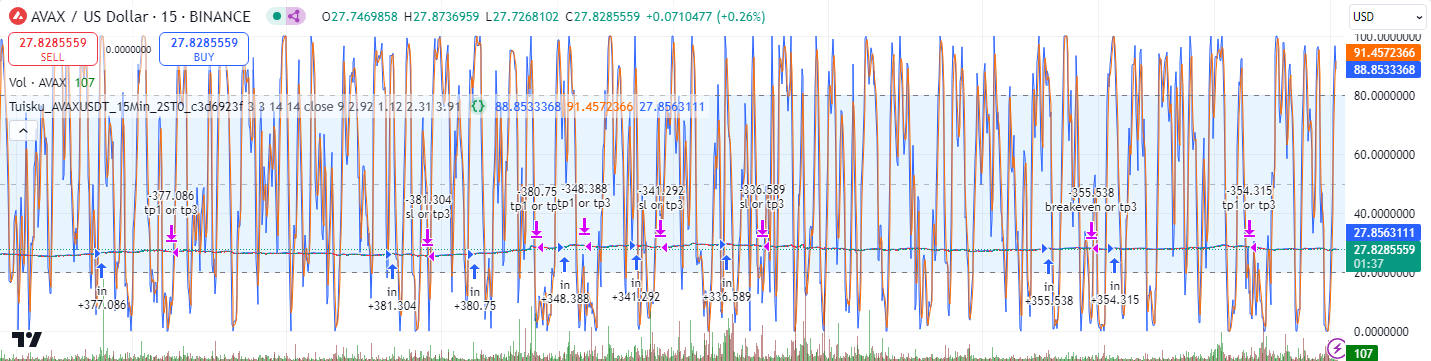 AVAX / US Dollar · 15 · BINANCE O27.7469858 H27.8736959 L27.7268102 C27.8285559 +0.0710477 (+0.26%)
USD
27.8285559
SELL
0.0000000
27.8285559
BUY
Vol · AVAX 107
Tuisku_AVAXUSDT_15Min_2ST0_c3d6923f 3 3 14 14 close 9 2.92 1.12 2.31 3.91 88.8533368 91.4572366 27.8563111
100.0000000
91.4572366
88.8533368
80.0000000
60.0000000
40.0000000
27.8563111
27.8285559
01:37
20.0000000
0.0000000
107
-377.086
tp1 or tp3
-381.304
sl or tp3
-380.75
tp1 or tp3
-348.388
tp1 or tp3
-341.292
sl or tp3
-336.589
sl or tp3
-355.538
breakeven or tp3
-354.315
tp1 or tp3
in
+377.086
in
+381.304
in
+380.75
in
+348.388
in
+341.292
in
+336.589
in
+355.538
in
+354.315